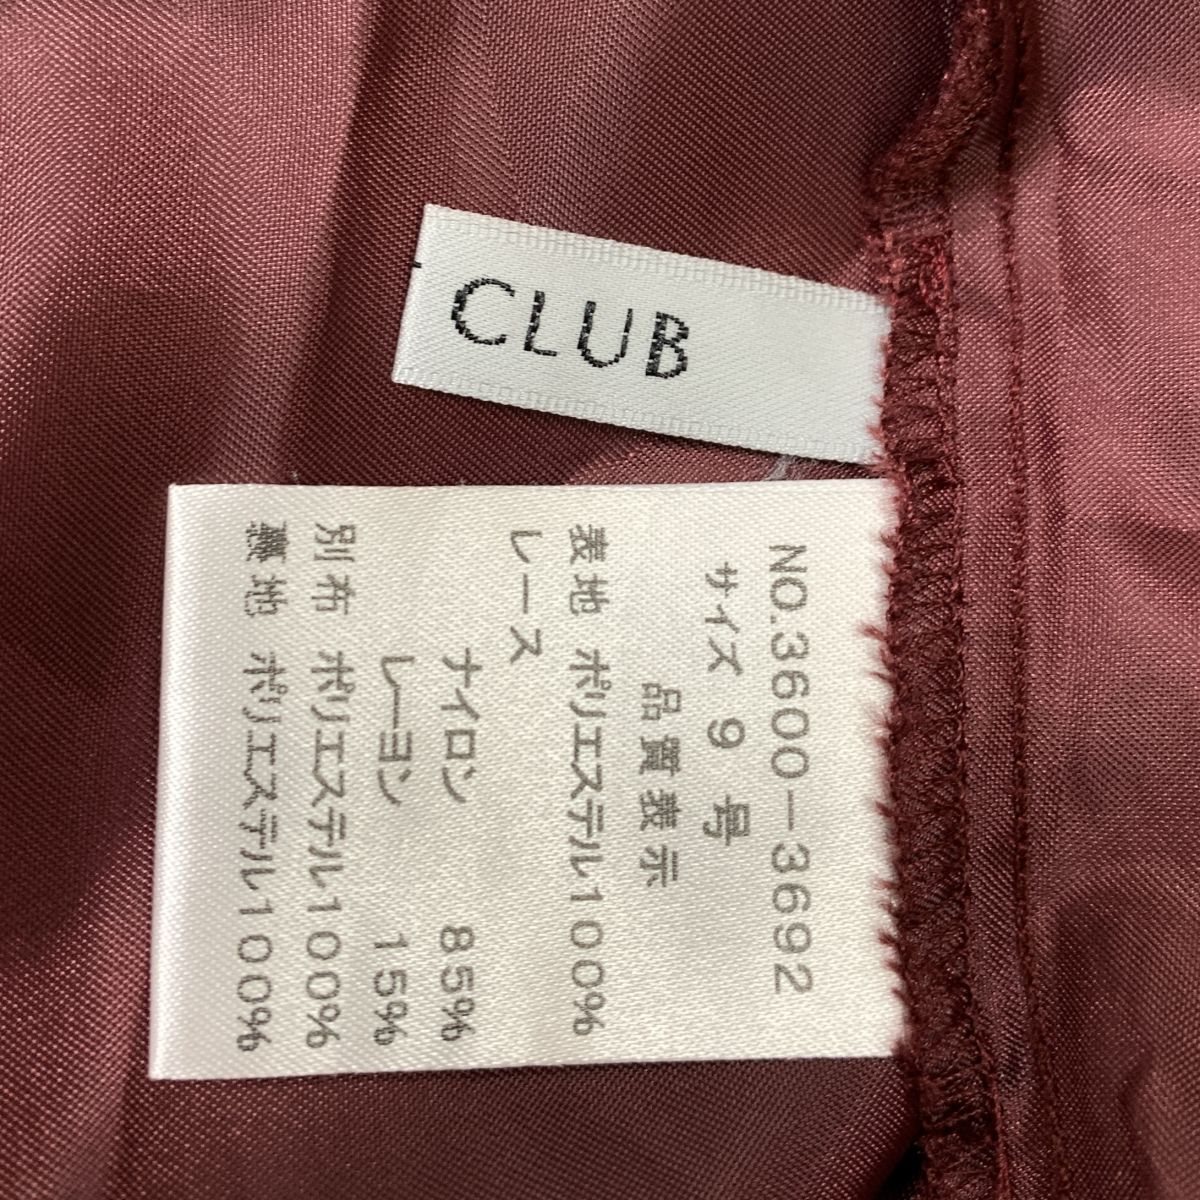 CLUB
NO.3600-3692
サイズ 9 号
品質表示
表地 ポリエステル100%
レース
ナイロン 85%
レーヨン 15%
別布 ポリエステル100%
裏地 ポリエステル100%